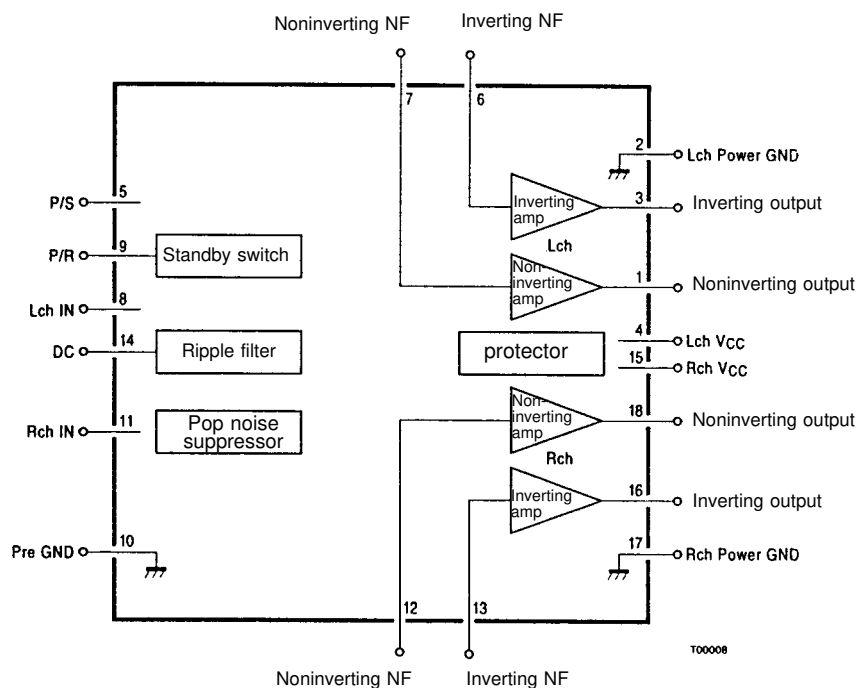 Noninverting NF
Inverting NF
7
6
2
Lch Power GND
5
P/S
3
Inverting
amp
Inverting output
9
P/R
Standby switch
Lch
Non-
inverting
amp
1
Noninverting output
8
Lch IN
4
Lch VCC
14
DC
Ripple filter
protector
15
Rch VCC
11
Rch IN
Pop noise
suppressor
Non-
inverting
amp
18
Noninverting output
Rch
16
Inverting
amp
Inverting output
10
Pre GND
17
Rch Power GND
12
13
T00008
Noninverting NF
Inverting NF